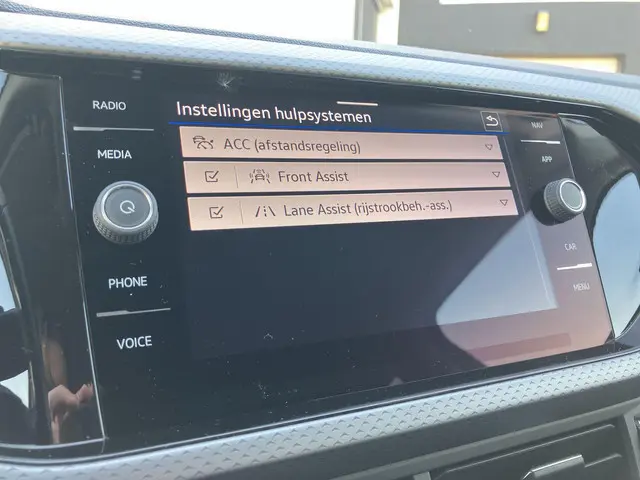 RADIO
MEDIA
PHONE
VOICE
Instellingen hulpsystemen
ACC (afstandsregeling)
Front Assist
Lane Assist (rijstrookbeh.-ass.)
NAV
APP
CAR
MENU